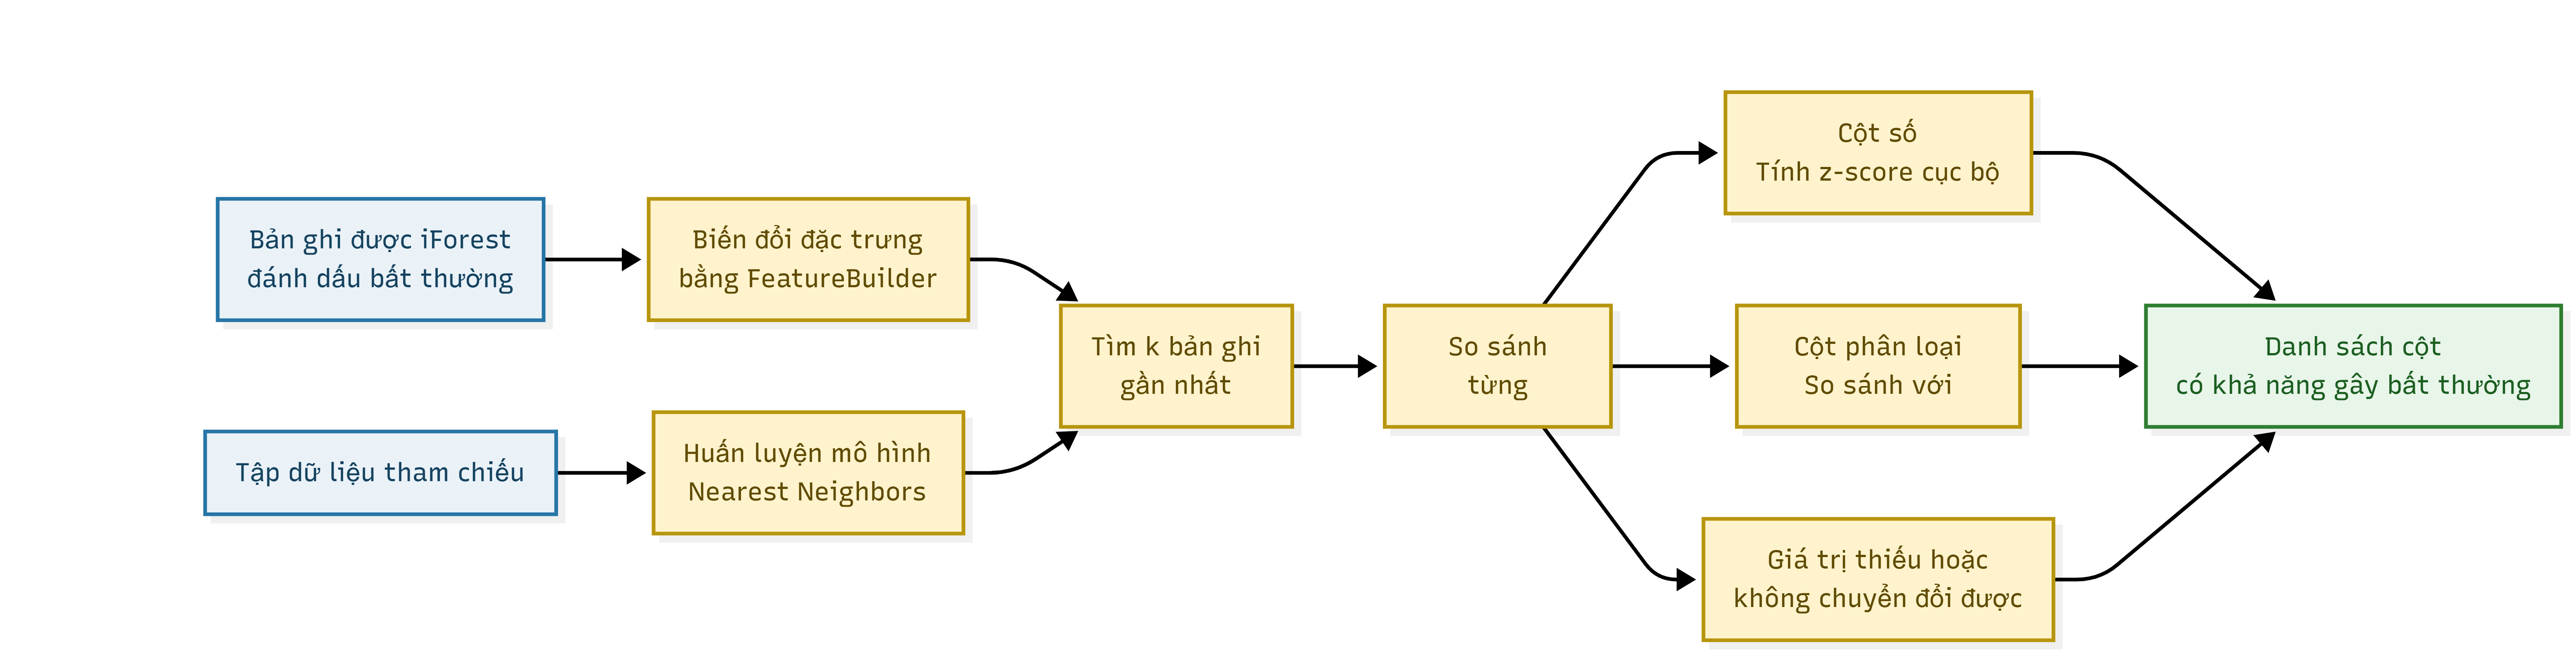 Bản ghi được iForest
đánh dấu bất thường
Biến đổi đặc trưng
bằng FeatureBuilder
Tập dữ liệu tham chiếu
Huấn luyện mô hình
Nearest Neighbors
Tìm k bản ghi
gần nhất
So sánh
từng
Cột số
Tính z-score cục bộ
Cột phân loại
So sánh với
Giá trị thiếu hoặc
không chuyển đổi được
Danh sách cột
có khả năng gây bất thường